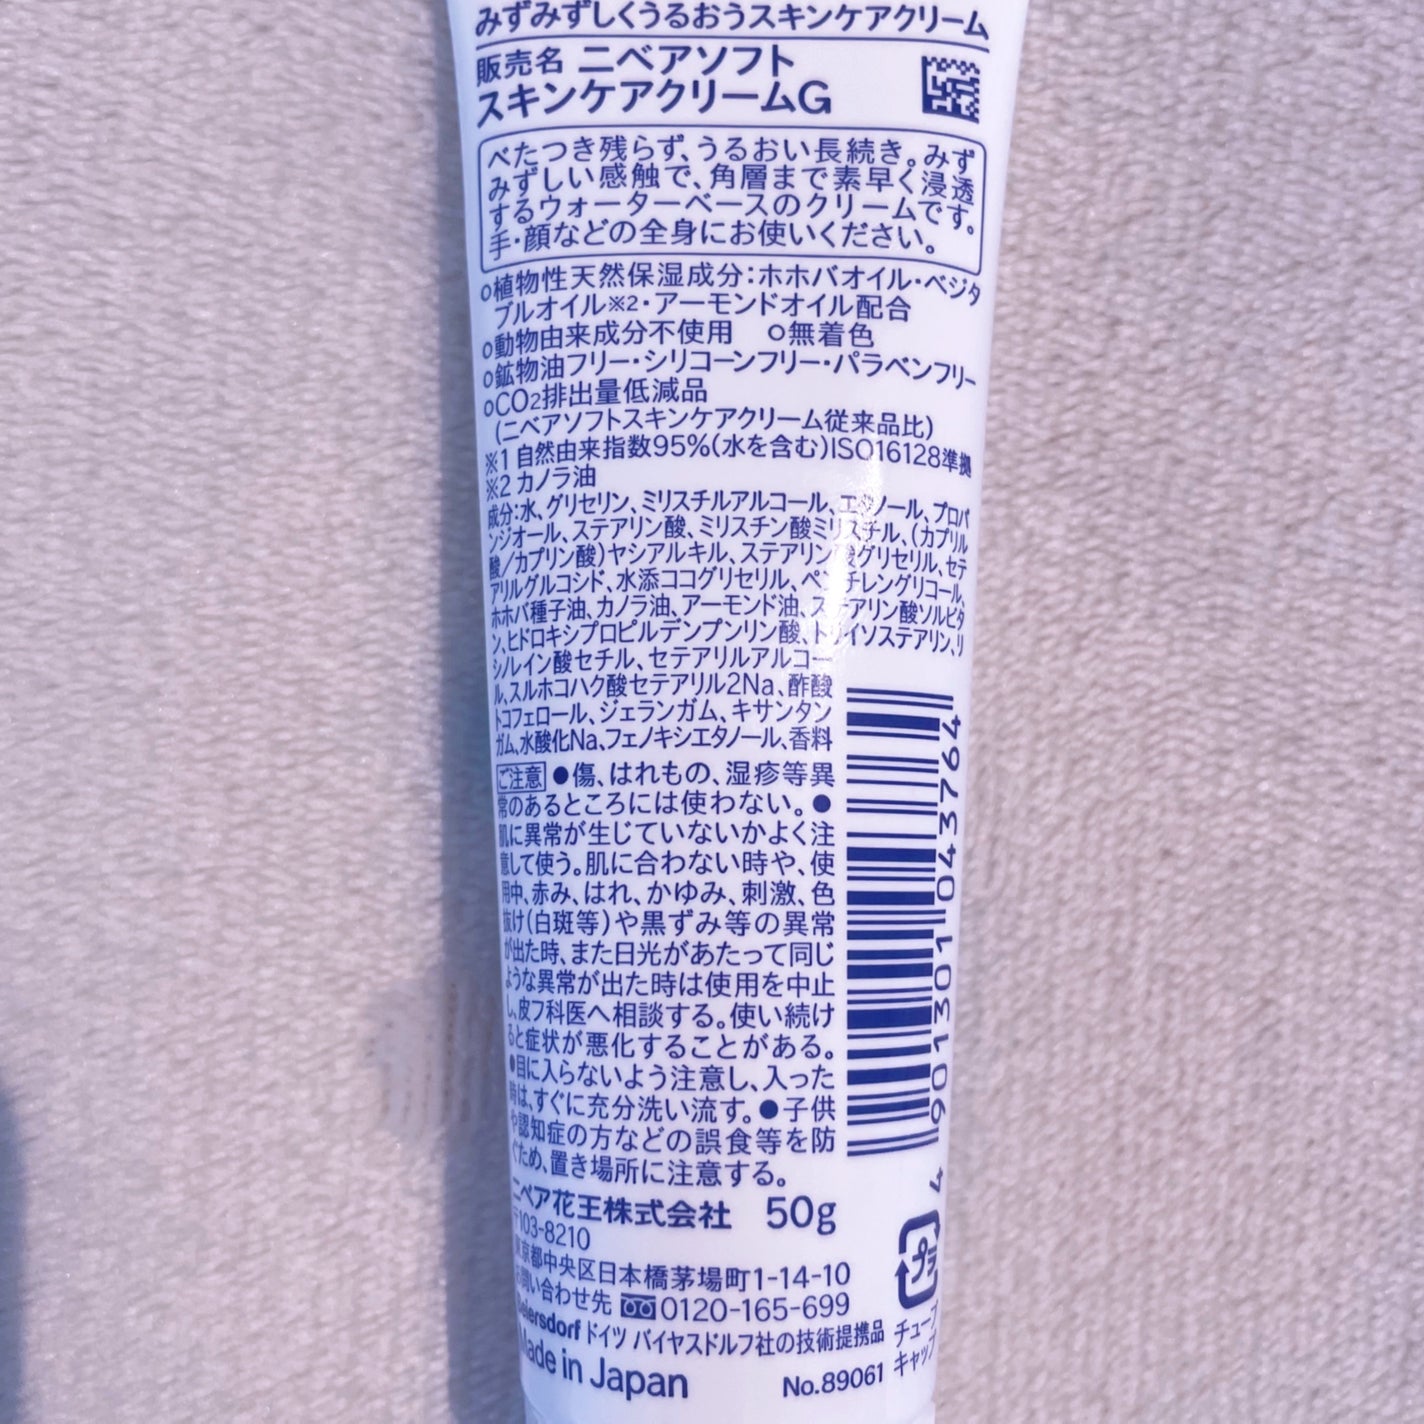 みずみずしくうるおうスキンケアクリーム
販売名 ニベアソフト
スキンケアクリームG
べたつき残らず、うるおい長続き。みず
みずしい感触で、角層まで素早く浸透
するウォーターベースのクリームです。
手・顔などの全身にお使いください。
○植物性天然保湿成分：ホホバオイル・ベジタ
ブルオイル※2・アーモンドオイル配合
○動物由来成分不使用 ○無着色
○鉱物油フリー・シリコーンフリー・パラベンフリー
○CO2排出量低減品
(ニベアソフトスキンケアクリーム従来品比)
※1 自然由来指数95%(水を含む)ISO16128準拠
※2 カノラ油
成分：水、グリセリン、ミリスチルアルコール、エタノール、プロパ
ンジオール、ステアリン酸、ミリスチン酸ミリスチル、(カプリル
酸／カプリン酸)ヤシアルキル、ステアリン酸グリセリル、セテ
アリルグルコシド、水添ココグリセリル、ペンチレングリコール、
ホホバ種子油、カノラ油、アーモンド油、ステアリン酸ソルビタ
ン、ヒドロキシプロピルデンプンリン酸、トリイソステアリン、リ
シノレイン酸セチル、セテアリルアルコー
ル、スルホコハク酸セテアリル2Na、酢酸
トコフェロール、ジェランガム、キサンタン
ガム、水酸化Na、フェノキシエタノール、香料
ご注意 ●傷、はれもの、湿疹等異
常のあるところには使わない。●
肌に異常が生じていないかよく注
意して使う。肌に合わない時や、使
用中、赤み、はれ、かゆみ、刺激、色
抜け(白斑等)や黒ずみ等の異常
が出た時、また日光があたって同じ
ような異常が出た時は使用を中止
し、皮フ科医へ相談する。使い続け
ると症状が悪化することがある。
●目に入らないよう注意し、入った
時は、すぐに充分洗い流す。●子供
や認知症の方などの誤食等を防
ぐため、置き場所に注意する。
ニベア花王株式会社 50g
〒103-8210
東京都中央区日本橋茅場町1-14-10
お問い合わせ先 0120-165-699
Beiersdorf ドイツ バイヤスドルフ社の技術提携品
Made in Japan No.89061
4 901301 043764
プラ
チューブ
キャップ